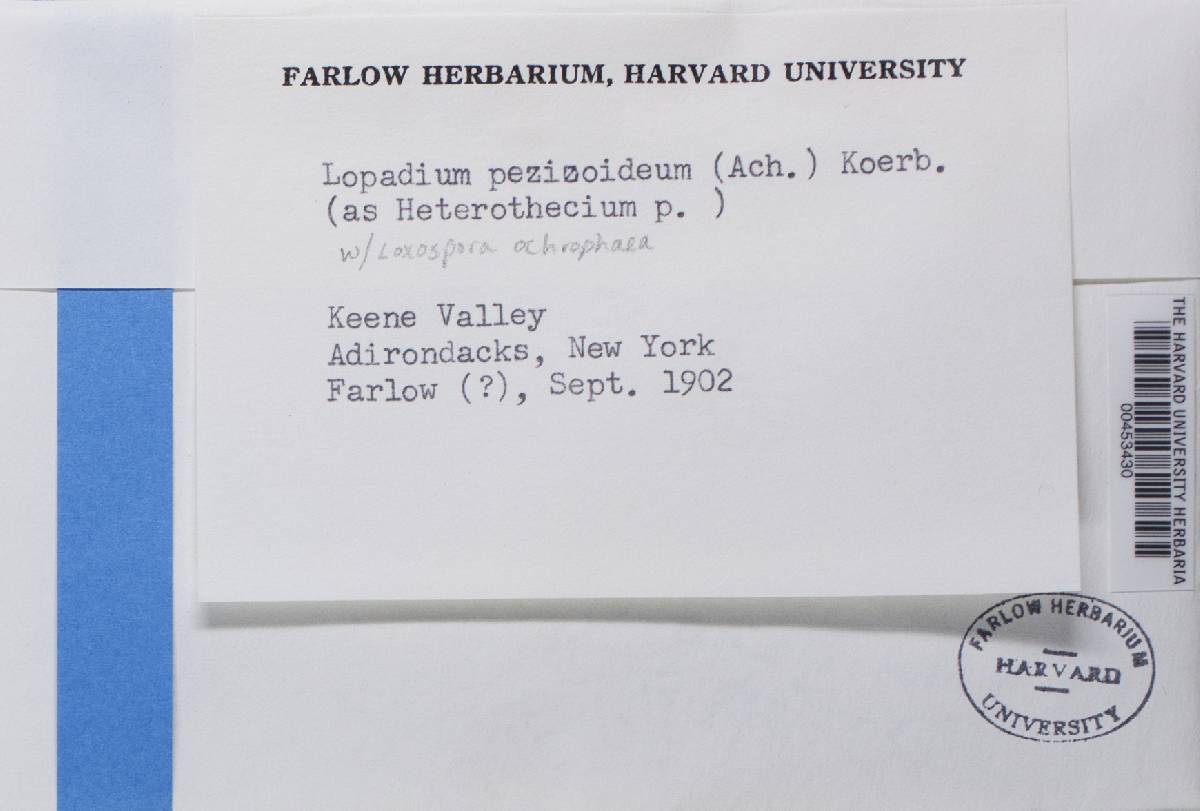 FARLOW HERBARIUM, HARVARD UNIVERSITY
Lopadium pezizoideum (Ach.) Koerb.
(as Heterothecium p. )
w/ Loxospora ochrophaea
Keene Valley
Adirondacks, New York
Farlow (?), Sept. 1902
THE HARVARD UNIVERSITY HERBARIA
00453430
FARLOW HERBARIUM
HARVARD
UNIVERSITY